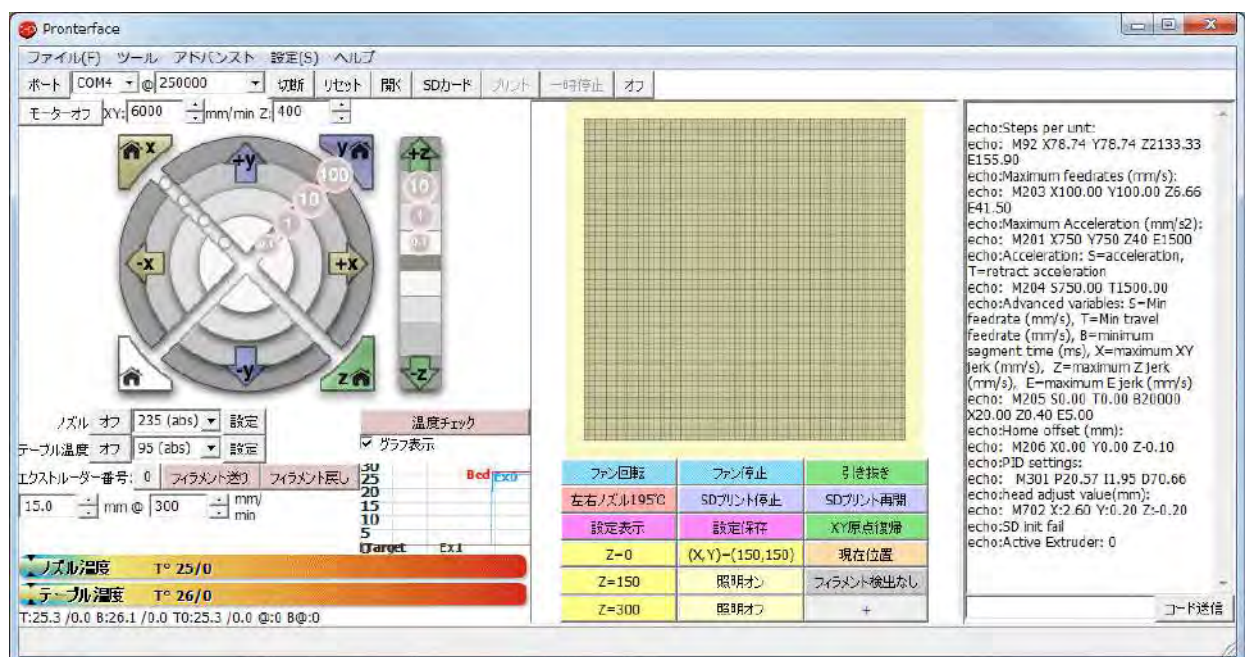 Pronterface
ファイル(F) ツール アドバンスト 設定(S) ヘルプ
ポート COM4 @ 250000 切断 リセット 開く SDカード プリント 一時停止 オフ
モーターオフ XY: 6000 mm/min Z: 400
x
+y
y
100
10
1
0.1
-x
+x
-y
z
+z
10
1
0.1
-z
ノズル オフ 235 (abs) 設定
温度チェック
テーブル温度 オフ 95 (abs) 設定
グラフ表示
エクストルーダー番号: 0 フィラメント送り フィラメント戻し
15.0 mm @ 300 mm/min
30
25
20
15
10
5
Bed Ex0
Target Ex1
ノズル温度 T° 25/0
テーブル温度 T° 26/0
T:25.3 /0.0 B:26.1 /0.0 T0:25.3 /0.0 @:0 B@:0
ファン回転 ファン停止 引き抜き
左右ノズル195℃ SDプリント停止 SDプリント再開
設定表示 設定保存 XY原点復帰
Z=0 (X,Y)=(150,150) 現在位置
Z=150 照明オン フィラメント検出なし
Z=300 照明オフ +
echo:Steps per unit:
echo: M92 X78.74 Y78.74 Z2133.33
E155.90
echo:Maximum feedrates (mm/s):
echo: M203 X100.00 Y100.00 Z6.66
E41.50
echo:Maximum Acceleration (mm/s2):
echo: M201 X750 Y750 Z40 E1500
echo:Acceleration: S=acceleration,
T=retract acceleration
echo: M204 S750.00 T1500.00
echo:Advanced variables: S=Min
feedrate (mm/s), T=Min travel
feedrate (mm/s), B=minimum
segment time (ms), X=maximum XY
jerk (mm/s), Z=maximum Z jerk
(mm/s), E=maximum E jerk (mm/s)
echo: M205 S0.00 T0.00 B20000
X20.00 Z0.40 E5.00
echo:Home offset (mm):
echo: M206 X0.00 Y0.00 Z-0.10
echo:PID settings:
echo: M301 P20.57 I1.95 D70.66
echo:head adjust value(mm):
echo: M702 X:2.60 Y:0.20 Z:-0.20
echo:SD init fail
echo:Active Extruder: 0
コード送信